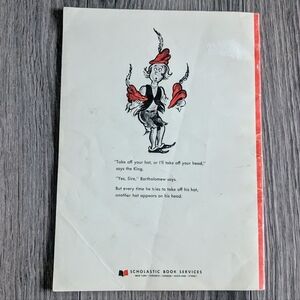 "Take off your hat, or I'll take off your head,"
says the King.
"Yes, Sire," Bartholomew says.
But every time he tries to take off his hat,
another hat appears on his head.
SCHOLASTIC BOOK SERVICES